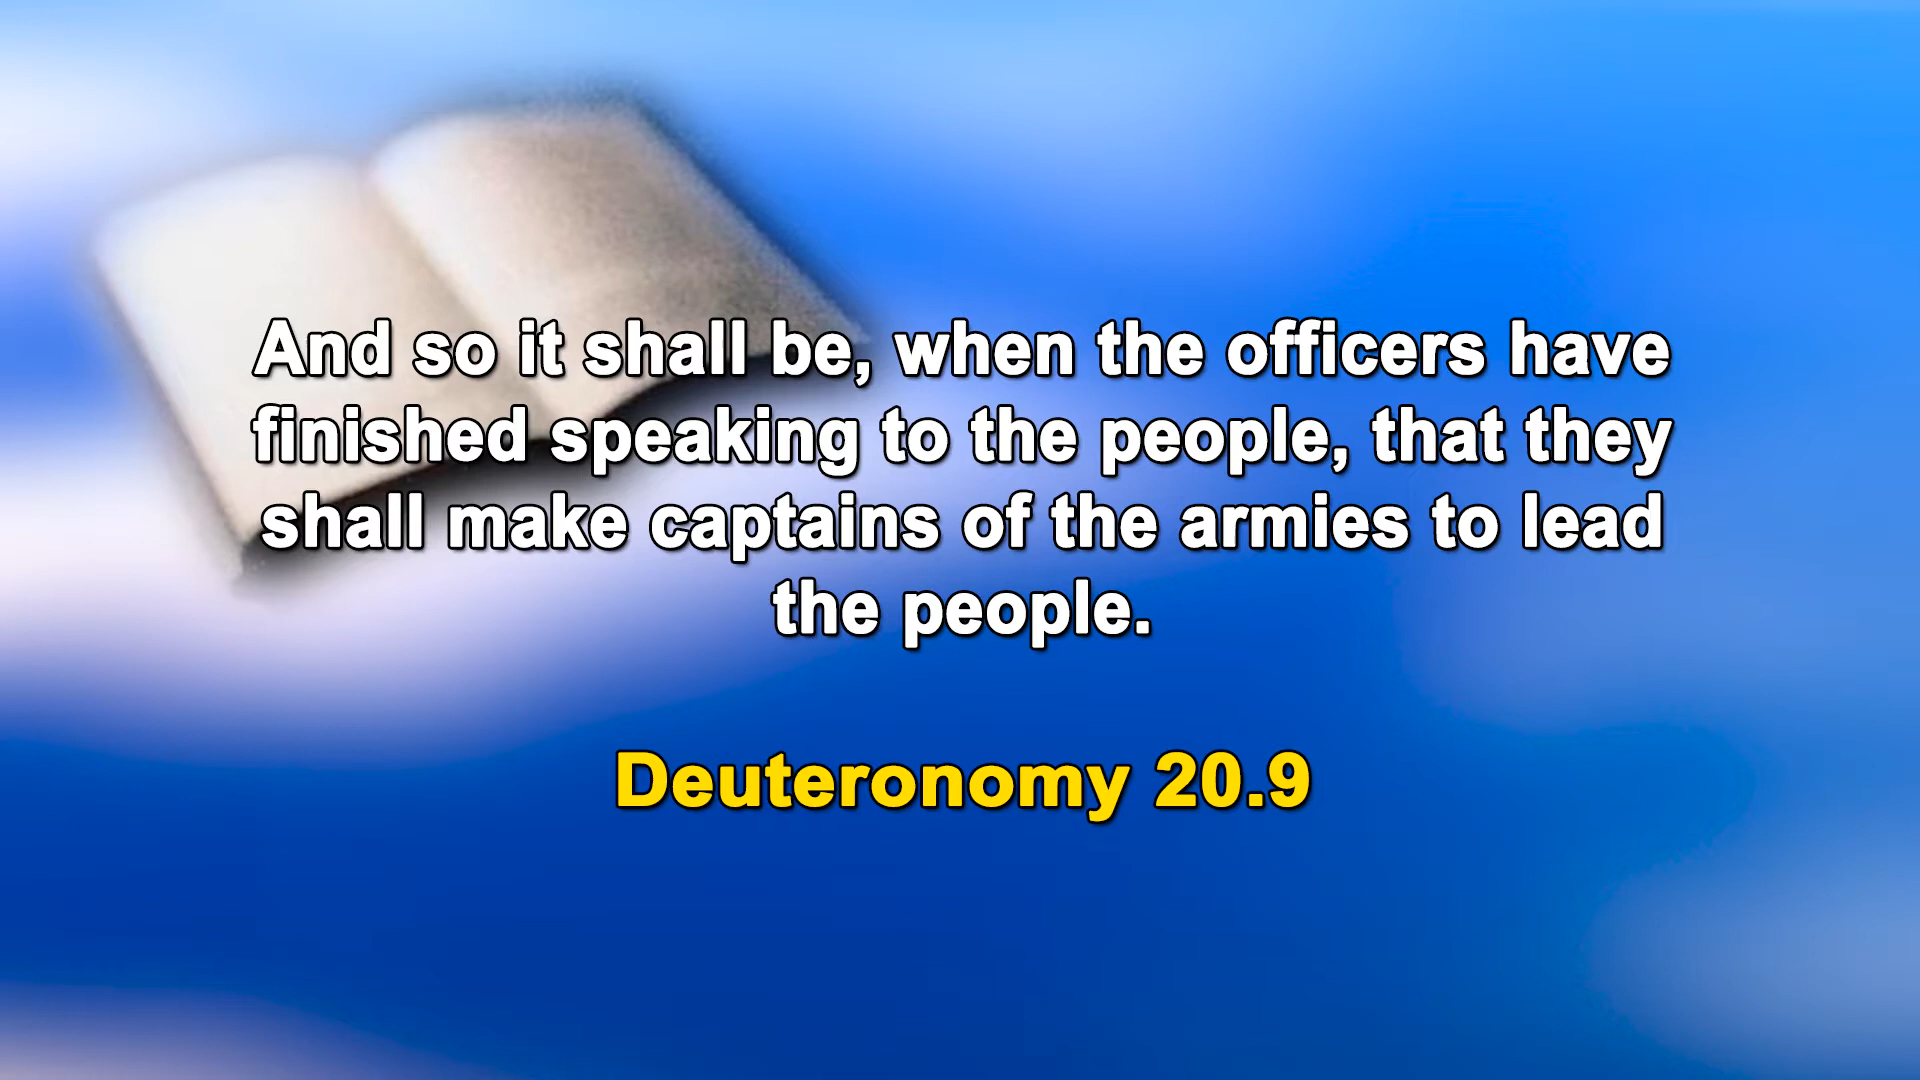 And so it shall be, when the officers have
finished speaking to the people, that they
shall make captains of the armies to lead
the people.
Deuteronomy 20.9